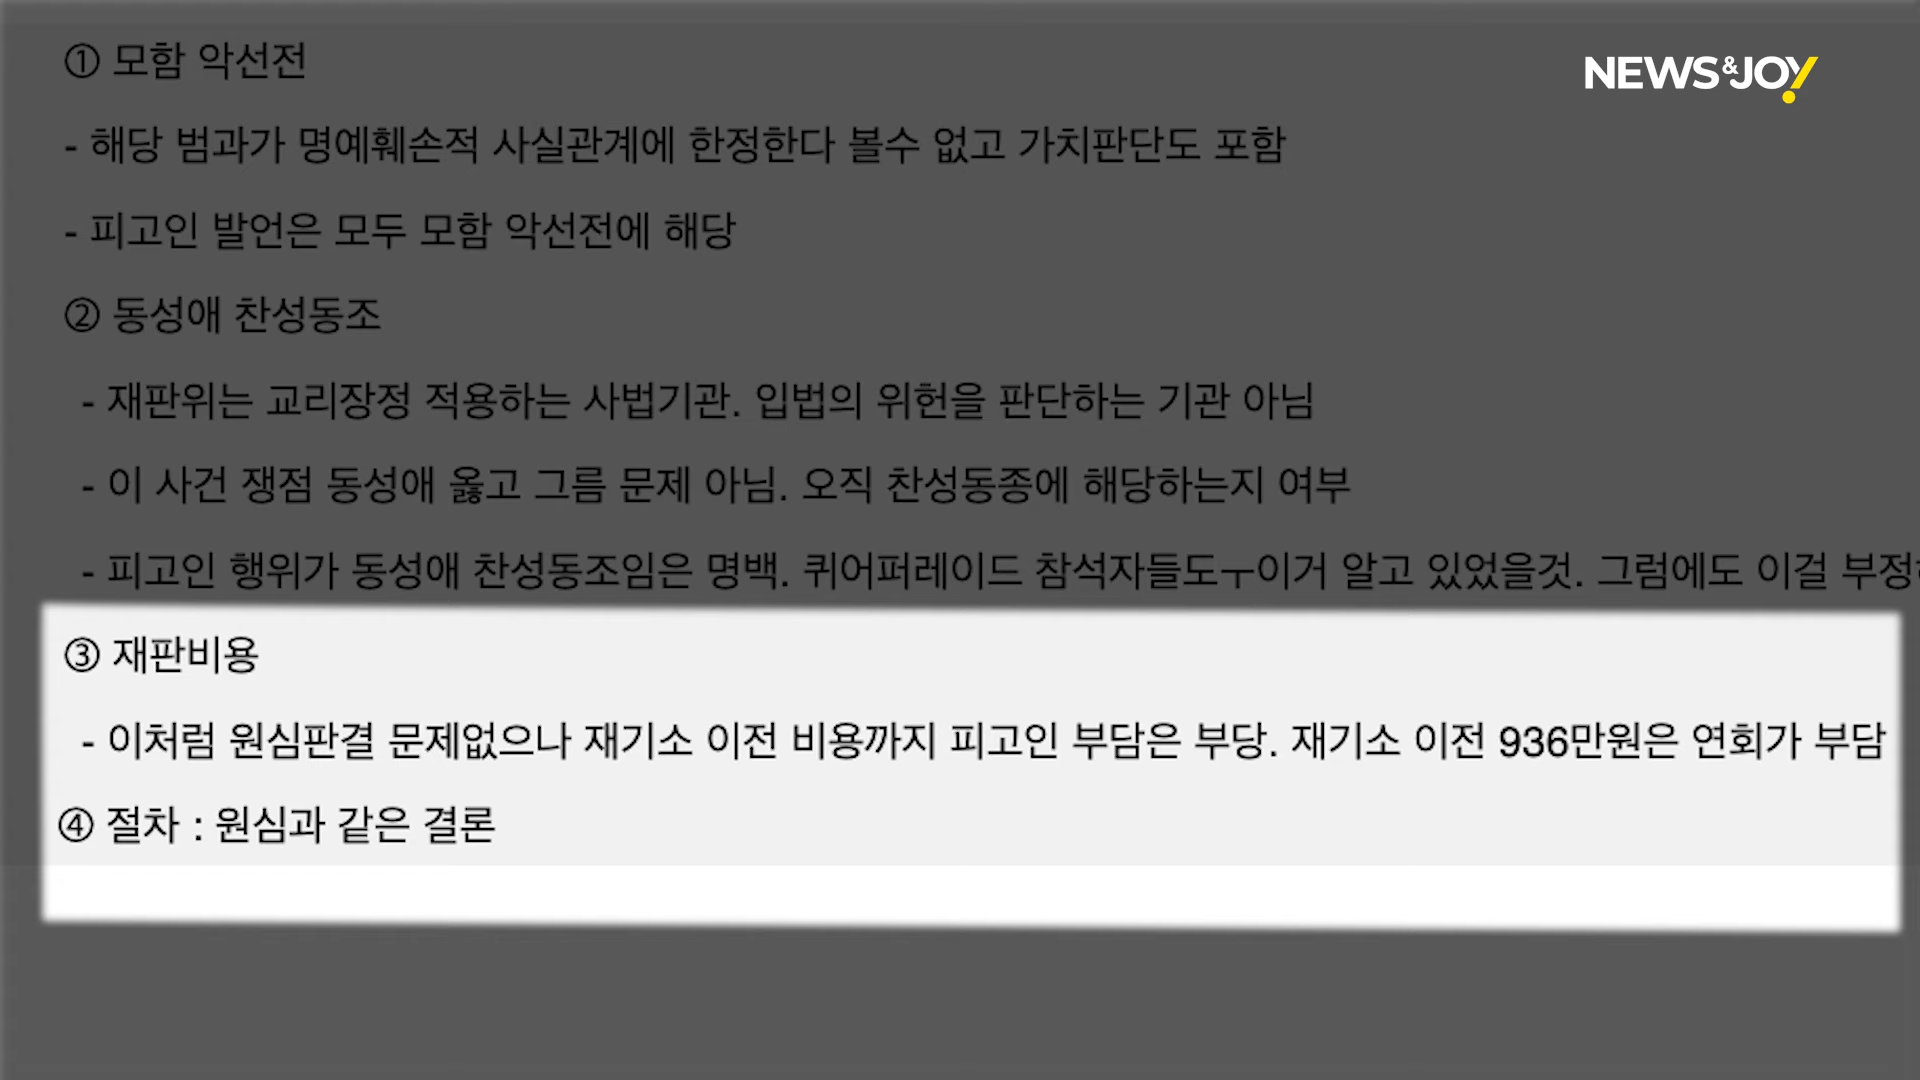 ① 모함 악선전
NEWS&JOY
- 해당 범과가 명예훼손적 사실관계에 한정한다 볼수 없고 가치판단도 포함
- 피고인 발언은 모두 모함 악선전에 해당
② 동성애 찬성동조
- 재판위는 교리장정 적용하는 사법기관. 입법의 위헌을 판단하는 기관 아님
- 이 사건 쟁점 동성애 옳고 그름 문제 아님. 오직 찬성동종에 해당하는지 여부
- 피고인 행위가 동성애 찬성동조임은 명백. 퀴어퍼레이드 참석자들도ㅜ이거 알고 있었을것. 그럼에도 이걸 부정
③ 재판비용
- 이처럼 원심판결 문제없으나 재기소 이전 비용까지 피고인 부담은 부당. 재기소 이전 936만원은 연회가 부담
④ 절차 : 원심과 같은 결론